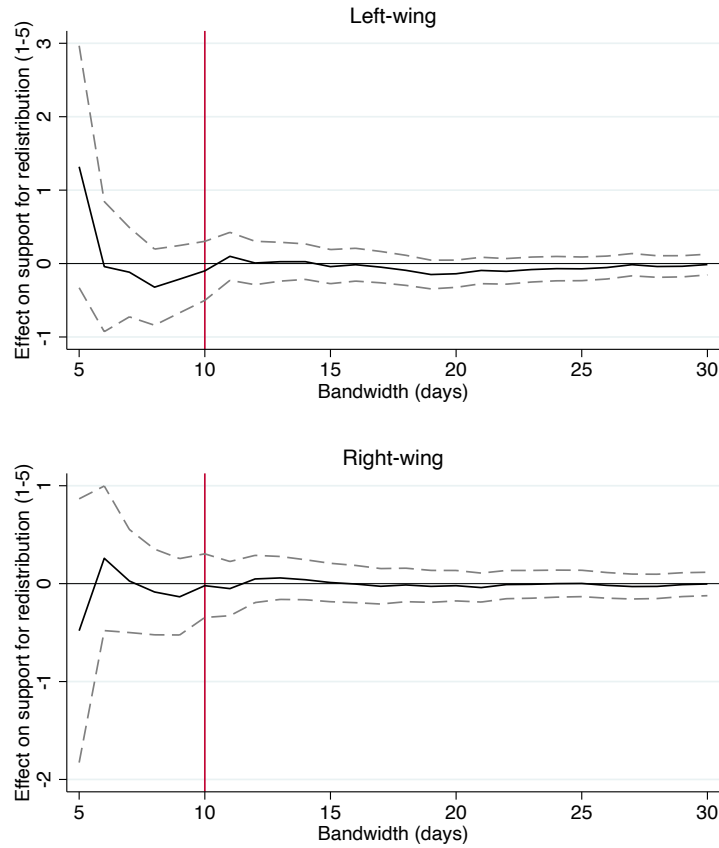 Left-wing
Effect on support for redistribution (1-5)
3
2
1
0
-1
5 10 15 20 25 30
Bandwidth (days)
Right-wing
Effect on support for redistribution (1-5)
1
0
-1
-2
5 10 15 20 25 30
Bandwidth (days)